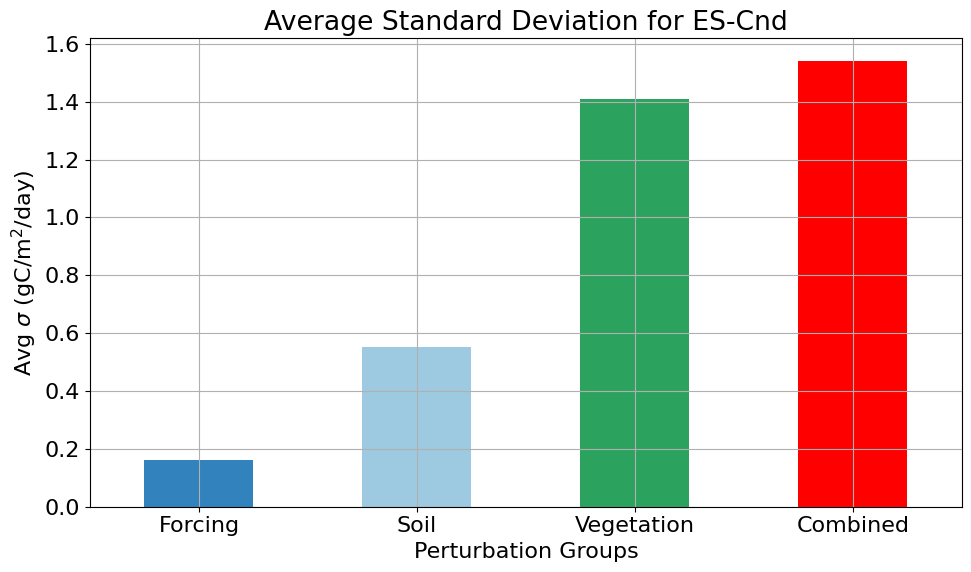 Average Standard Deviation for ES-Cnd
Avg σ (gC/m²/day)
1.6
1.4
1.2
1.0
0.8
0.6
0.4
0.2
0.0
Forcing Soil Vegetation Combined
Perturbation Groups